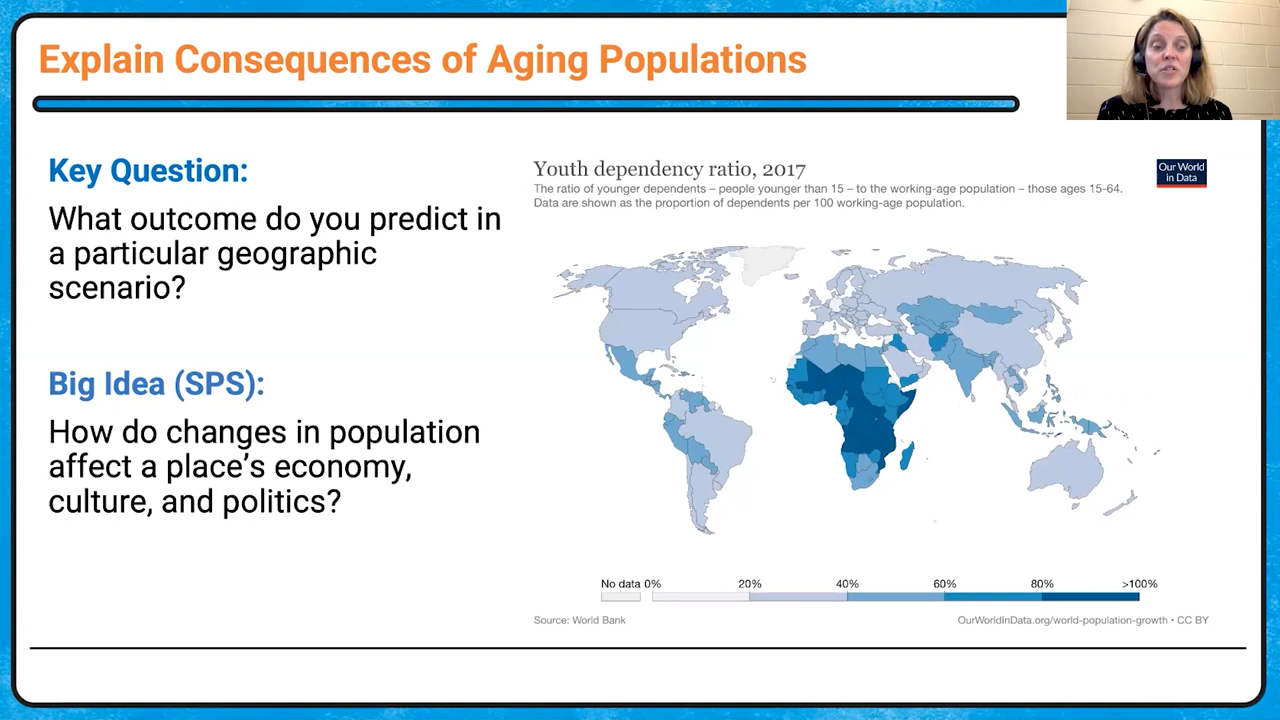 Explain Consequences of Aging Populations
Key Question:
What outcome do you predict in
a particular geographic
scenario?
Big Idea (SPS):
How do changes in population
affect a place’s economy,
culture, and politics?
Youth dependency ratio, 2017
The ratio of younger dependents – people younger than 15 – to the working-age population – those ages 15-64.
Data are shown as the proportion of dependents per 100 working-age population.
Our World
in Data
No data 0% 20% 40% 60% 80% >100%
Source: World Bank
OurWorldInData.org/world-population-growth • CC BY